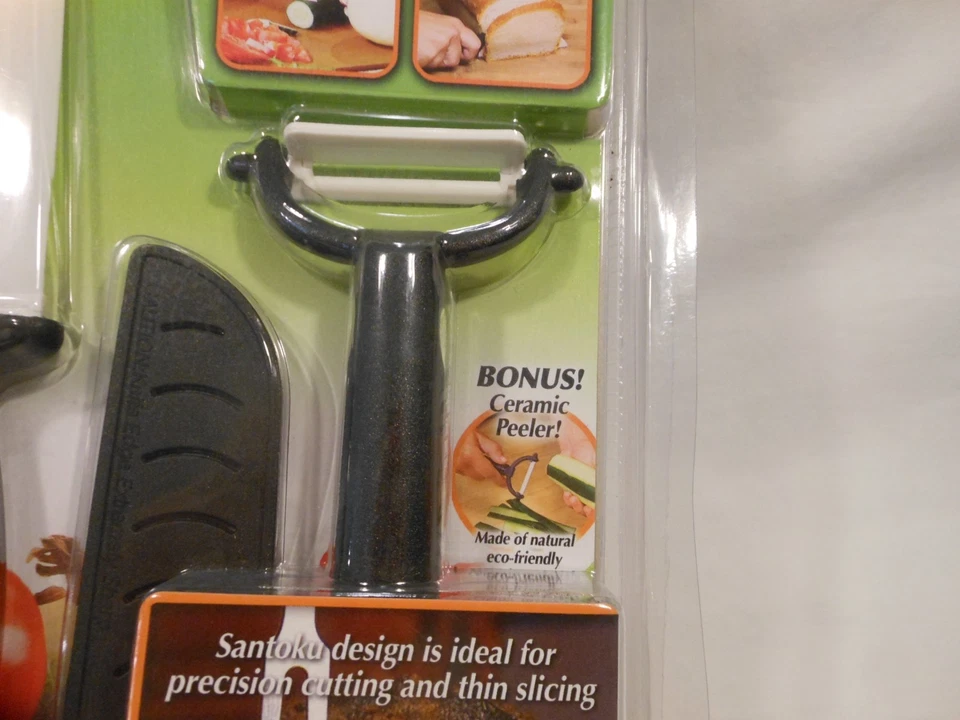 BONUS!
Ceramic
Peeler!
Made of natural
eco-friendly
Santoku design is ideal for
precision cutting and thin slicing